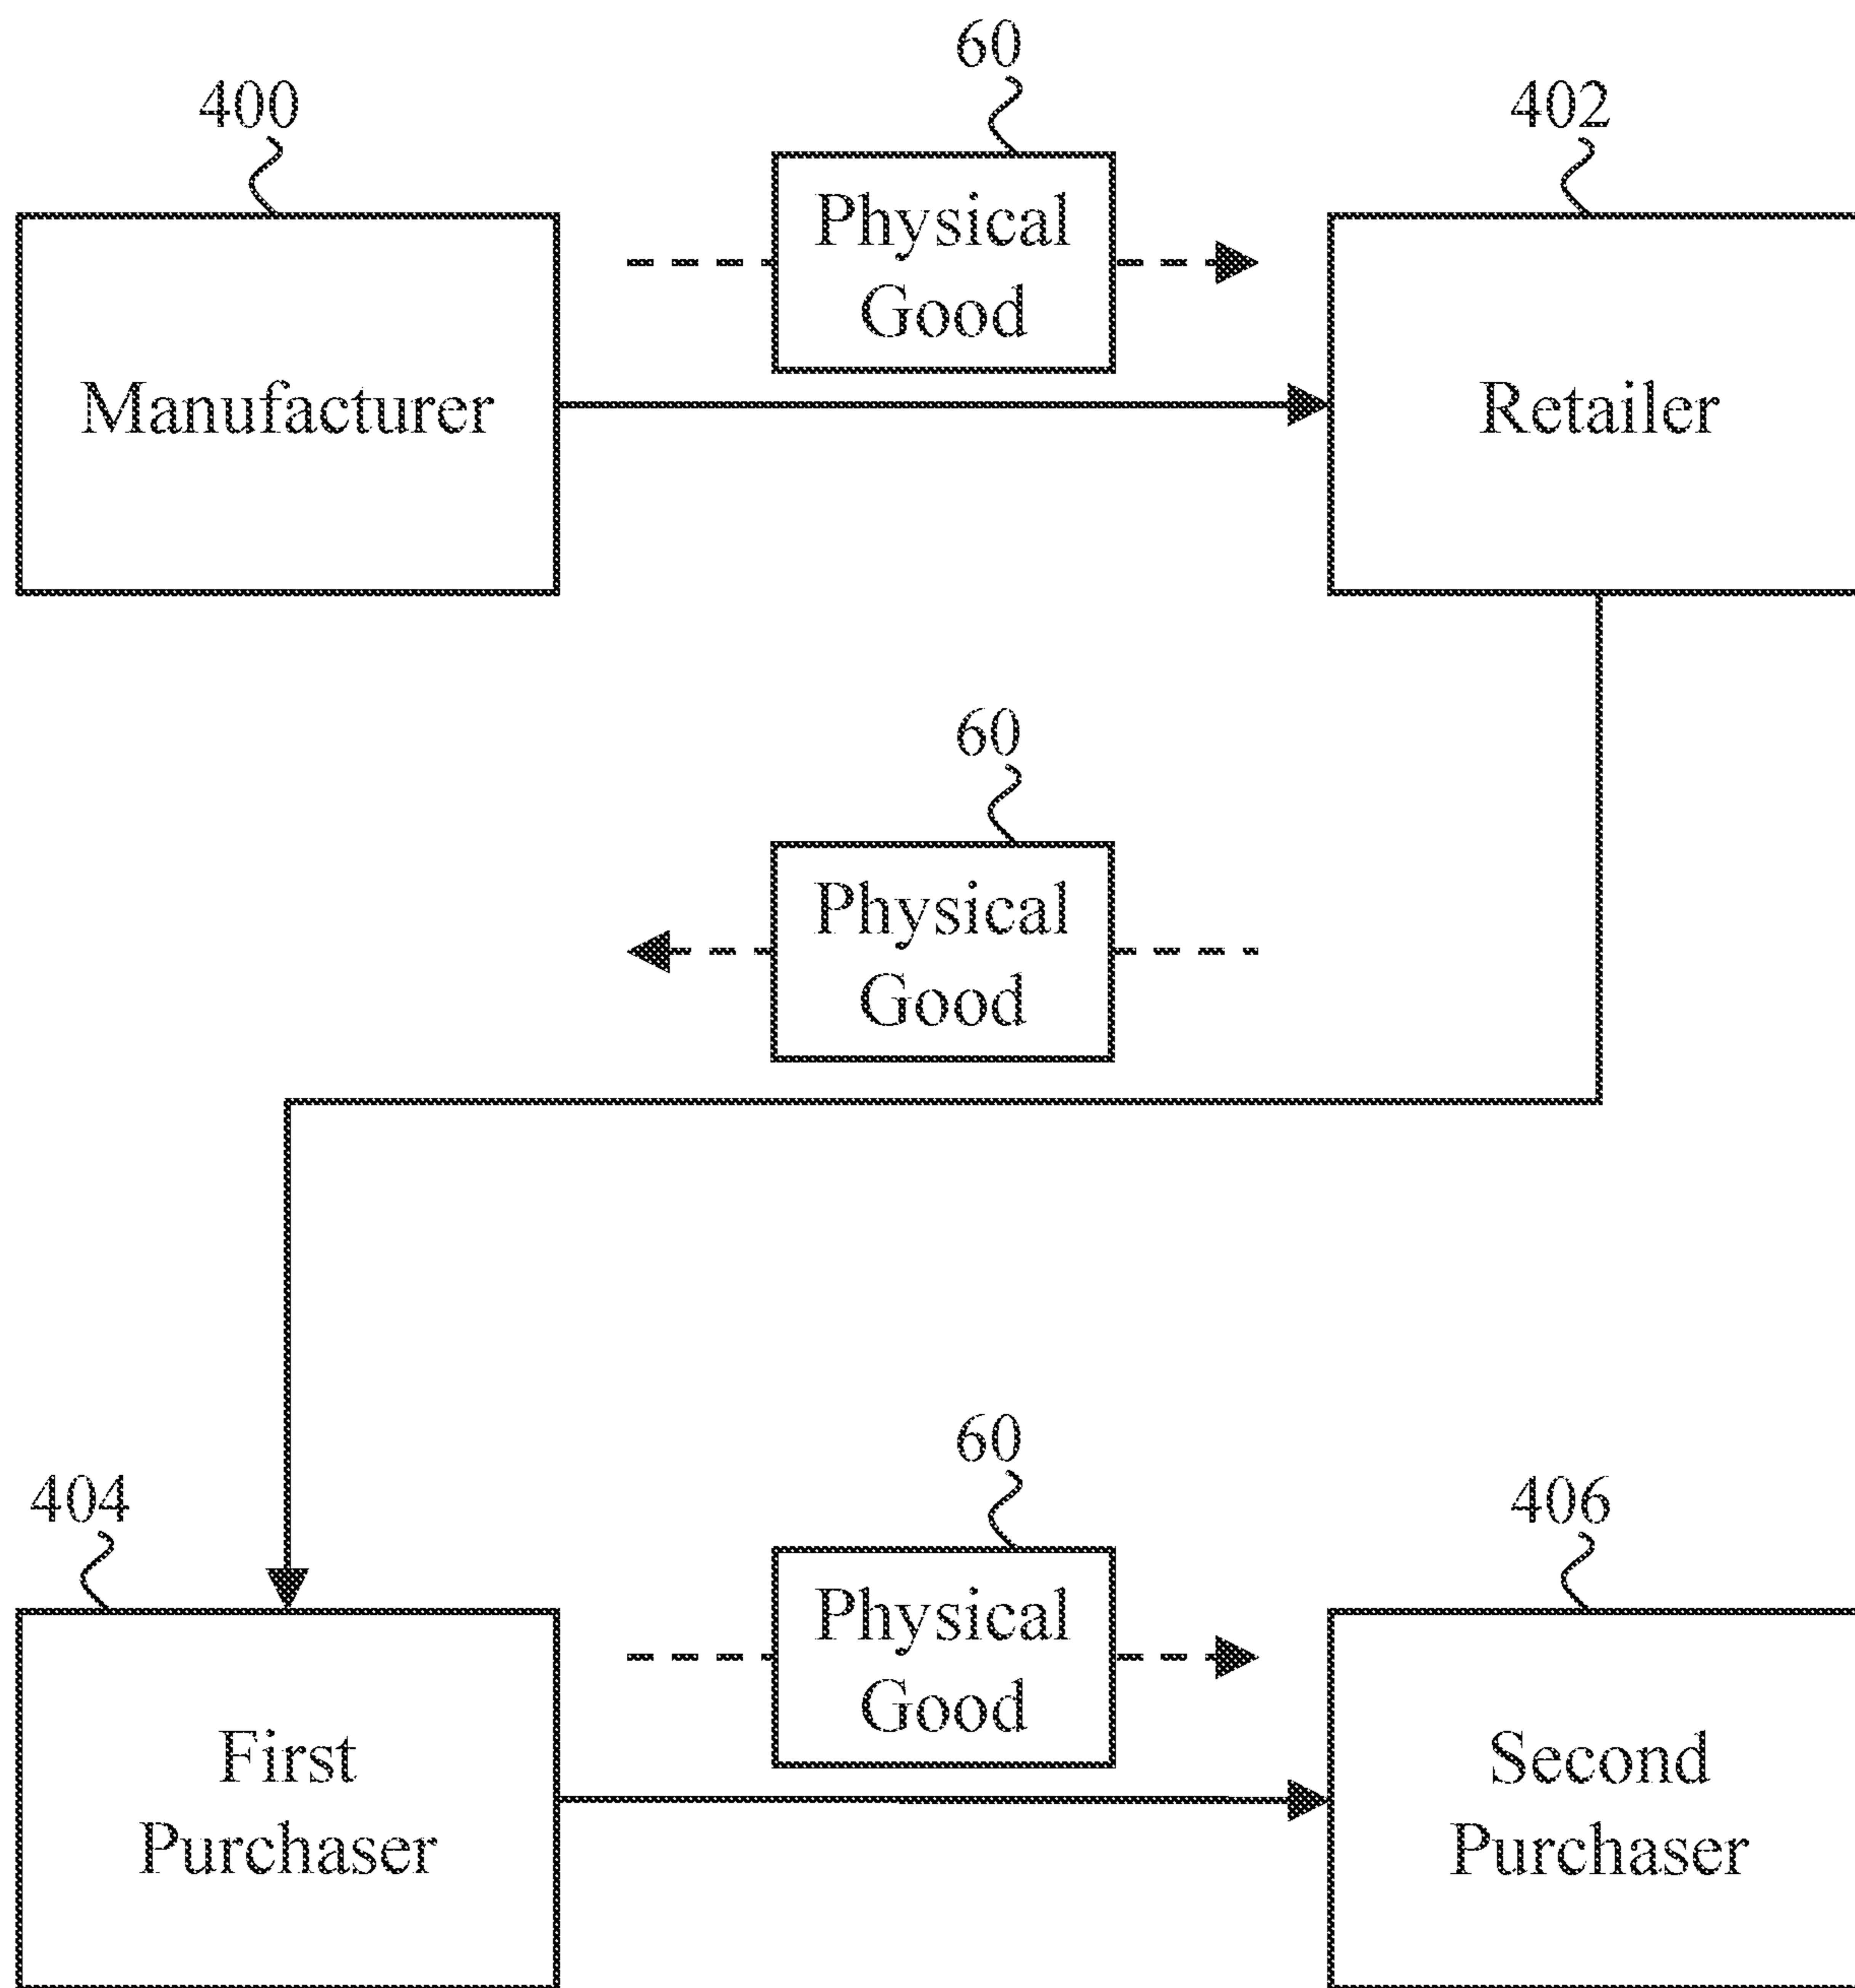 60
400
402
Physical
Good
Manufacturer
Retailer
60
Physical
Good
60
404
406
Physical
Good
First
Purchaser
Second
Purchaser